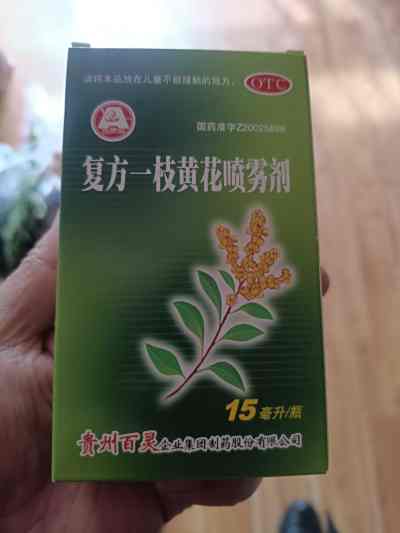 请将本品放在儿童不能接触的地方。
OTC
国药准字Z20025698
复方一枝黄花喷雾剂
15毫升/瓶
贵州百灵企业集团制药股份有限公司